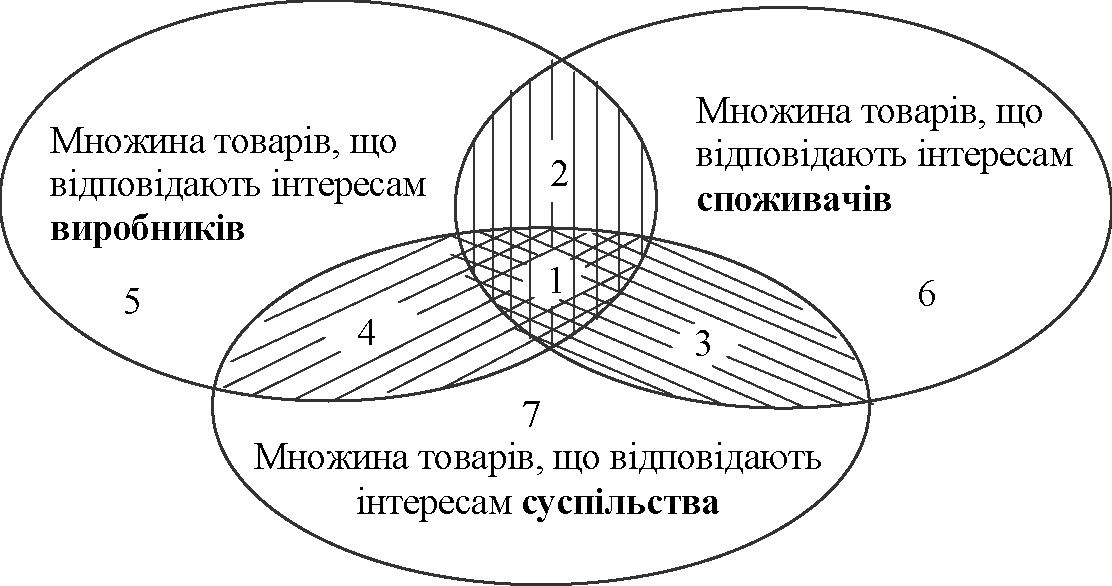 Множина товарів, що
відповідають інтересам
виробників
5
Множина товарів, що
відповідають інтересам
споживачів
6
2
1
4
3
7
Множина товарів, що відповідають
інтересам суспільства